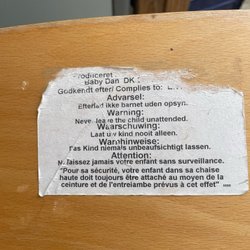 Produceret
Baby Dan DK
Godkendt efter/ Complies to:
Advarsel:
Efterlad ikke barnet uden opsyn.
Warning:
Never leave the child unattended.
Waarschuwing:
Laat uw kind nooit alleen.
Warnhinweise:
Das Kind niemals unbeaufsichtigt lassen.
Attention:
Ne laissez jamais votre enfant sans surveillance.
"Pour sa sécurité, votre enfant dans sa chaise
haute doit toujours être attaché au moyen de la
ceinture et de l'entrejambe prévus à cet effet"